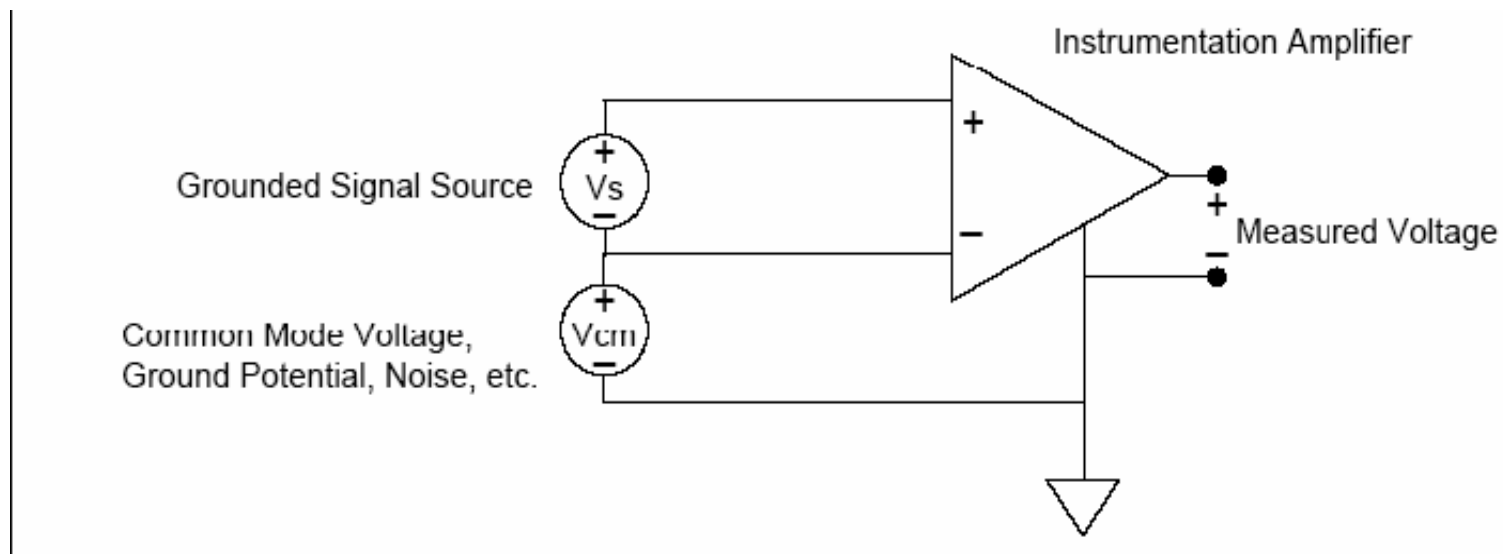 Instrumentation Amplifier
+
+
Grounded Signal Source
Vs
+
−
−
Measured Voltage
−
+
Common Mode Voltage,
Vcm
Ground Potential, Noise, etc.
−